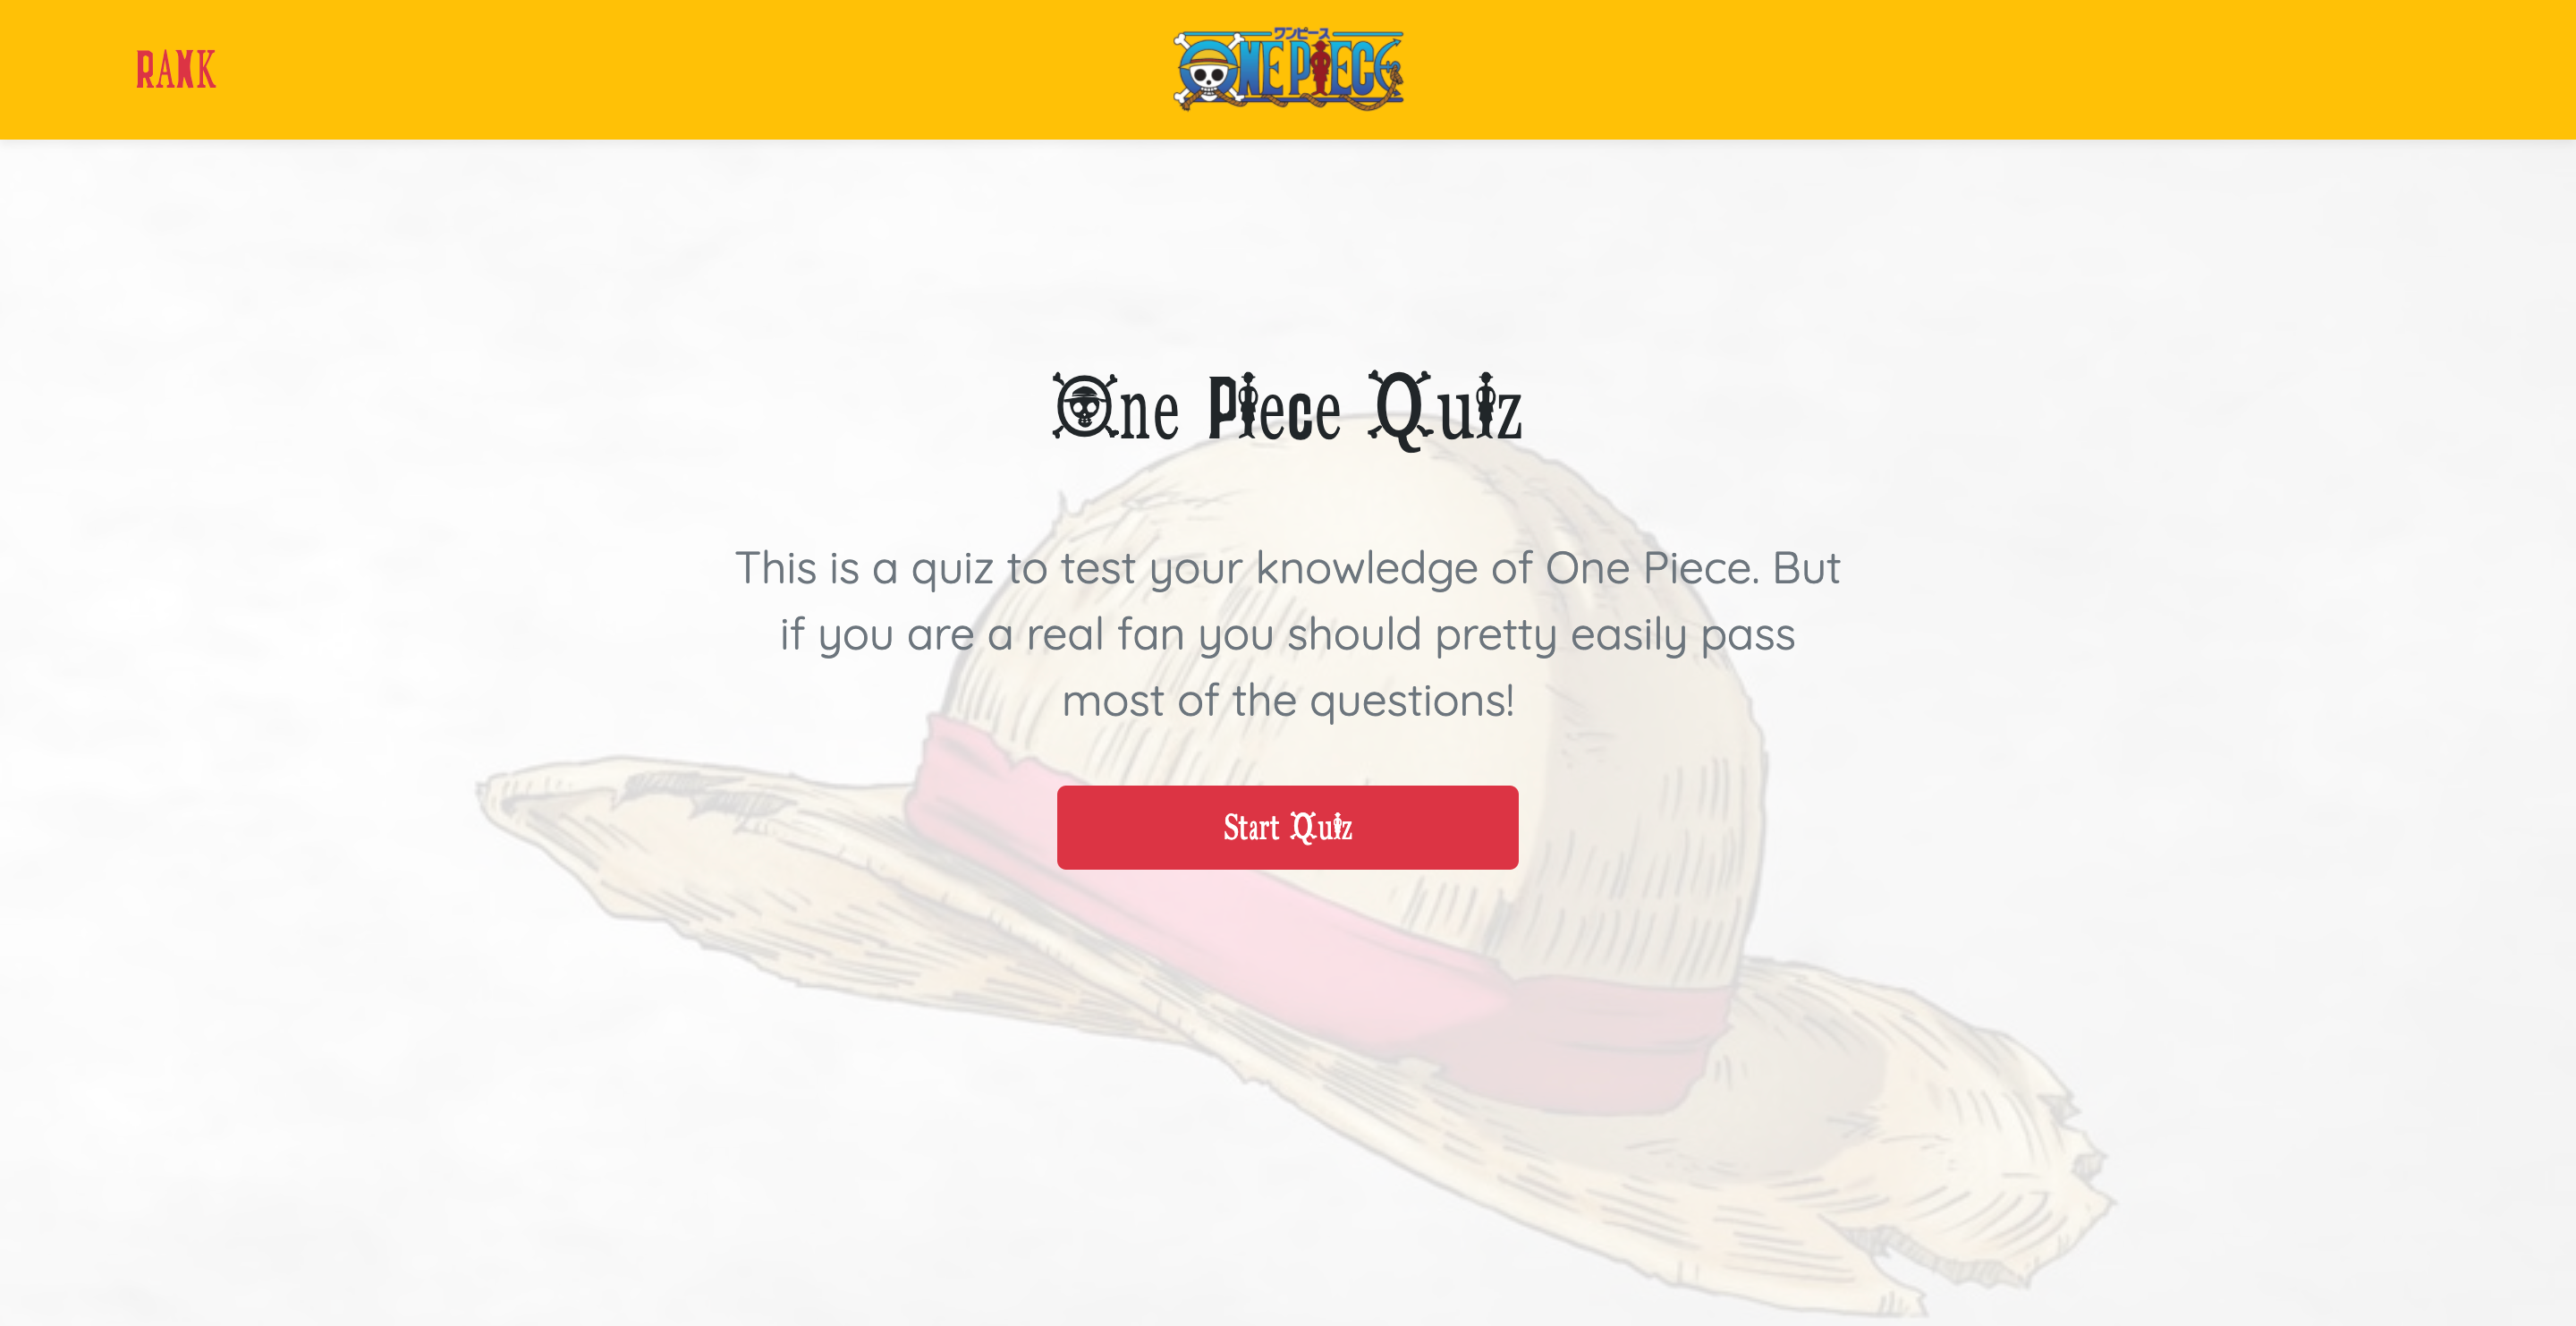 RANK
ワンピース
ONE PIECE
One Piece Quiz
This is a quiz to test your knowledge of One Piece. But
if you are a real fan you should pretty easily pass
most of the questions!
Start Quiz